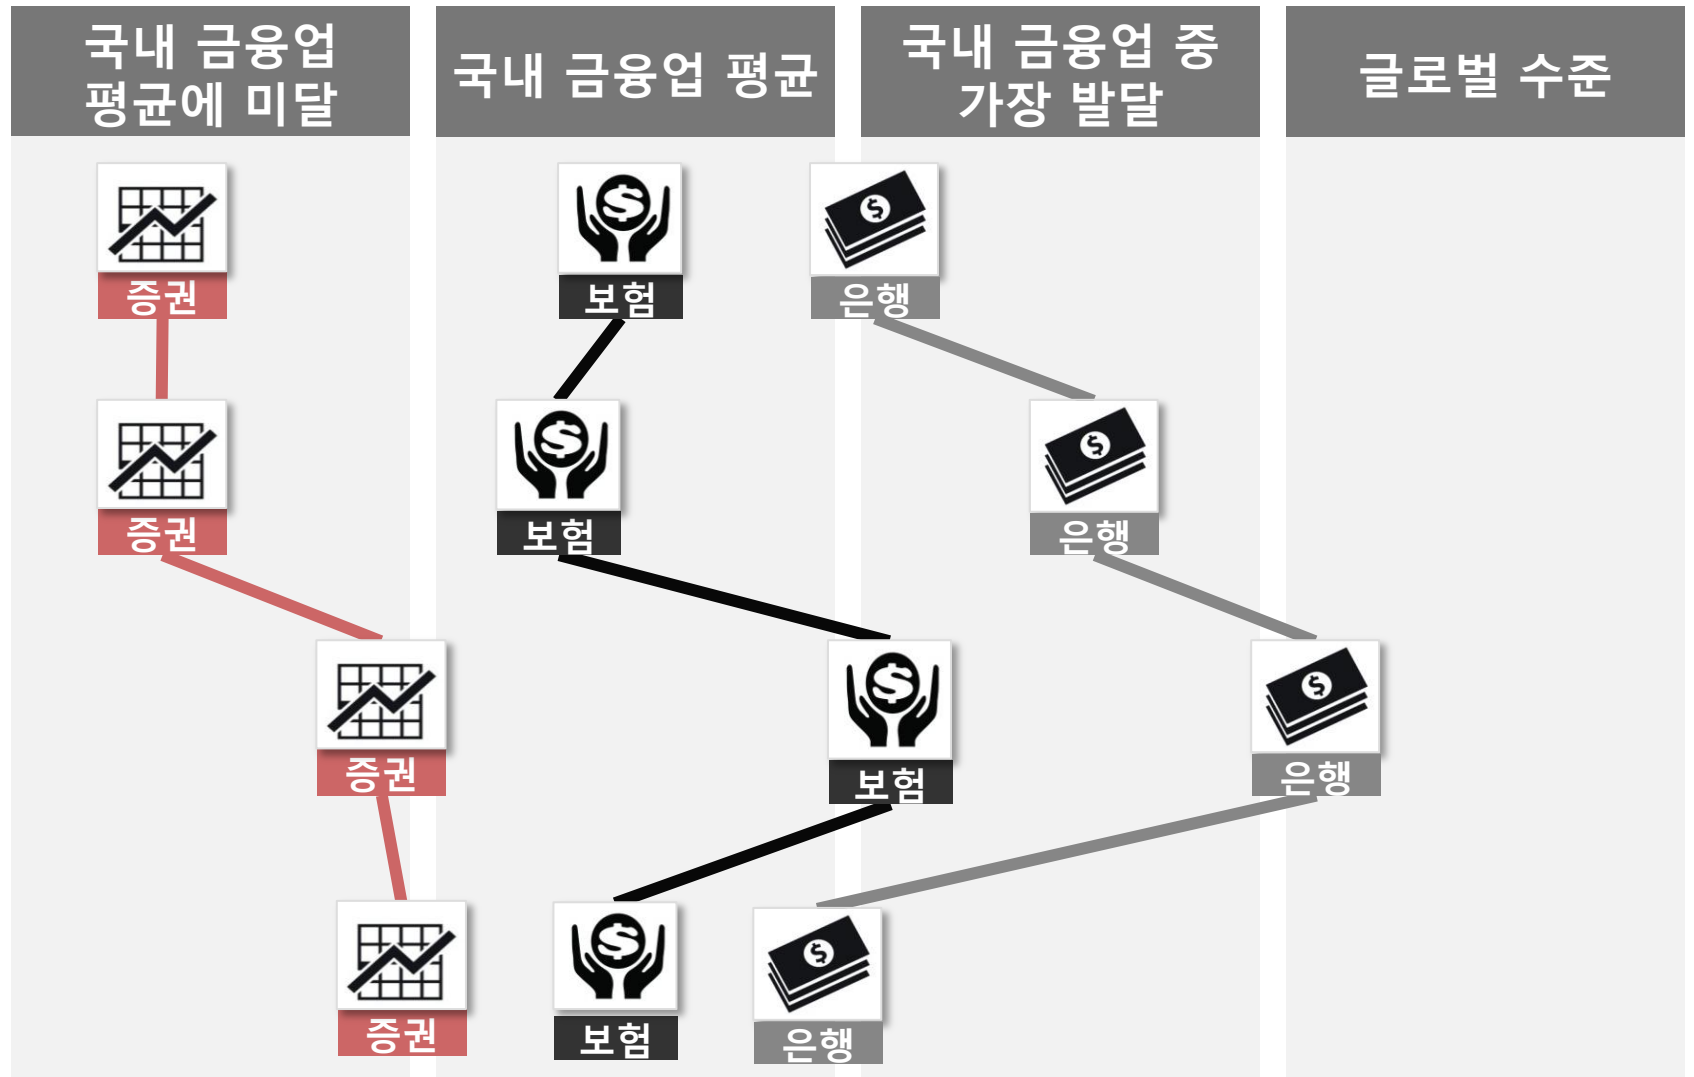 국내 금융업
평균에 미달
국내 금융업 평균
국내 금융업 중
가장 발달
글로벌 수준
증권
보험
은행
증권
보험
은행
증권
보험
은행
증권
보험
은행